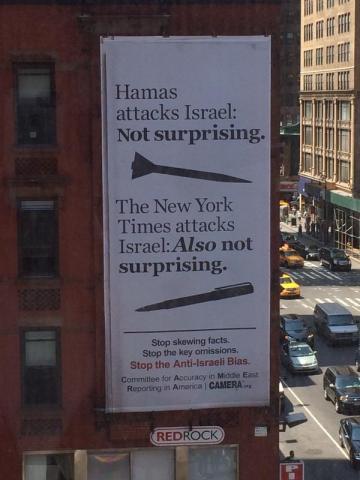 Hamas
attacks Israel:
Not surprising.
The New York
Times attacks
Israel: Also not
surprising.
Stop skewing facts.
Stop the key omissions.
Stop the Anti-Israeli Bias.
Committee for Accuracy in Middle East
Reporting in America | CAMERA.org
REDROCK